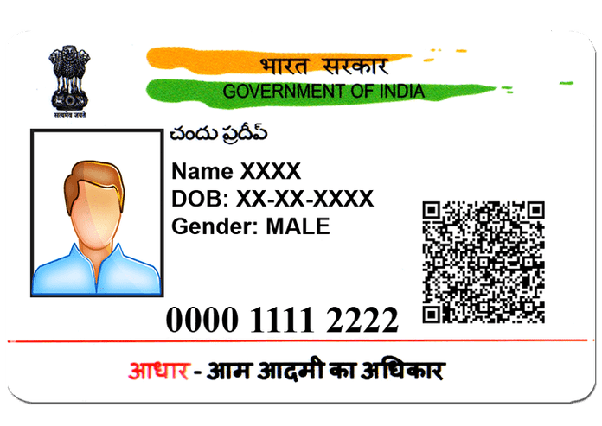 भारत सरकार
GOVERNMENT OF INDIA
सत्यमेव जयते
చందు ప్రదీప్
Name XXXX
DOB: XX-XX-XXXX
Gender: MALE
0000 1111 2222
आधार - आम आदमी का अधिकार